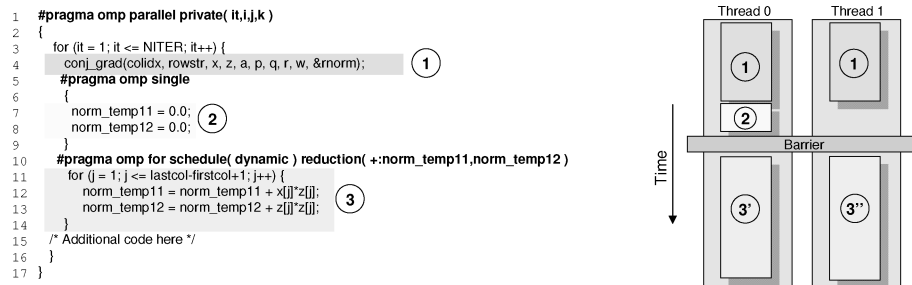 1 #pragma omp parallel private( it,i,j,k )
2 {
3 for (it = 1; it <= NITER; it++) {
4 conj_grad(colidx, rowstr, x, z, a, p, q, r, w, &rnorm);
1
5 #pragma omp single
6 {
7 norm_temp11 = 0.0;
8 norm_temp12 = 0.0;
2
9 }
10 #pragma omp for schedule( dynamic ) reduction( +:norm_temp11,norm_temp12 )
11 for (j = 1; j <= lastcol-firstcol+1; j++) {
12 norm_temp11 = norm_temp11 + x[j]*z[j];
13 norm_temp12 = norm_temp12 + z[j]*z[j];
3
14 }
15 /* Additional code here */
16 }
17 }
Thread 0 Thread 1
1 1
2
Barrier
Time
3' 3''